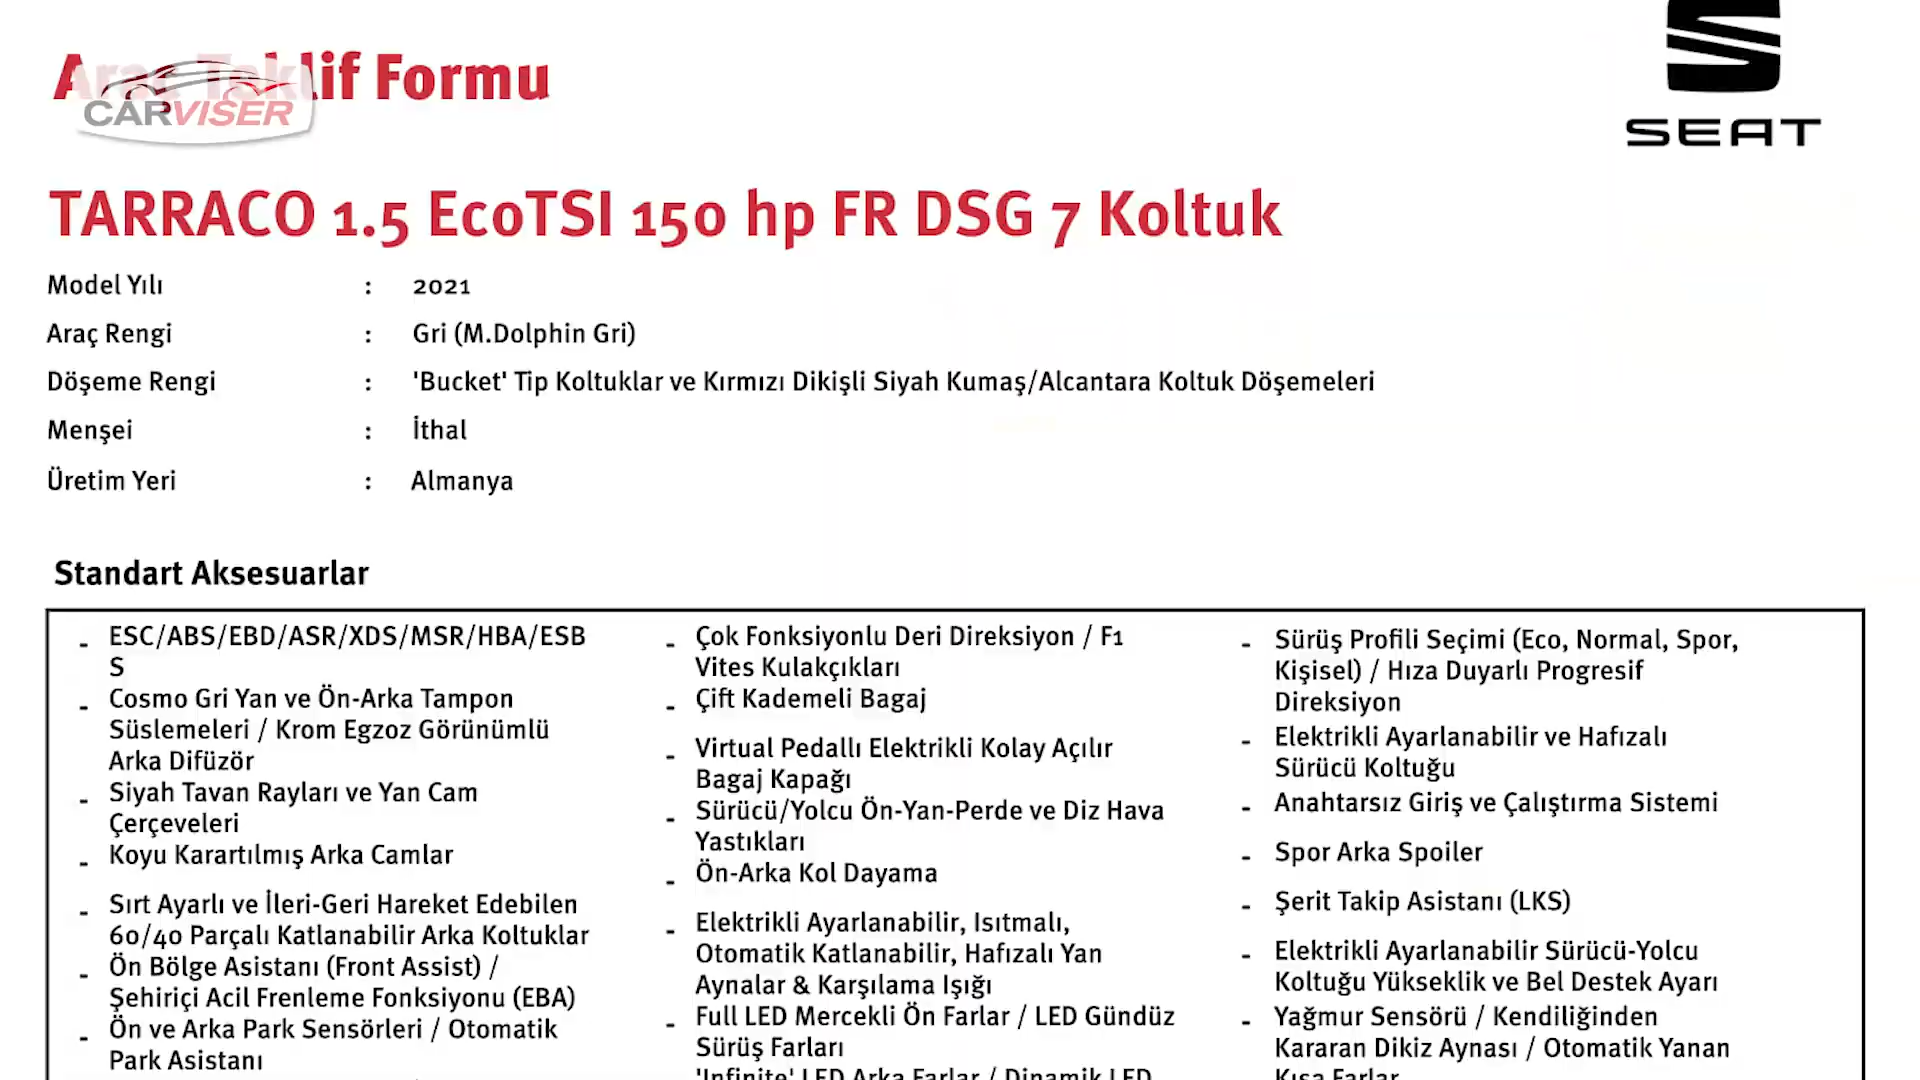 Araç Teklif Formu
CARVISER
SEAT
TARRACO 1.5 EcoTSI 150 hp FR DSG 7 Koltuk
Model Yılı : 2021
Araç Rengi : Gri (M.Dolphin Gri)
Döşeme Rengi : 'Bucket' Tip Koltuklar ve Kırmızı Dikişli Siyah Kumaş/Alcantara Koltuk Döşemeleri
Menşei : İthal
Üretim Yeri : Almanya
Standart Aksesuarlar
- ESC/ABS/EBD/ASR/XDS/MSR/HBA/ESB
S
- Cosmo Gri Yan ve Ön-Arka Tampon
Süslemeleri / Krom Egzoz Görünümlü
Arka Difüzör
- Siyah Tavan Rayları ve Yan Cam
Çerçeveleri
- Koyu Karartılmış Arka Camlar
- Sırt Ayarlı ve İleri-Geri Hareket Edebilen
60/40 Parçalı Katlanabilir Arka Koltuklar
- Ön Bölge Asistanı (Front Assist) /
Şehiriçi Acil Frenleme Fonksiyonu (EBA)
- Ön ve Arka Park Sensörleri / Otomatik
Park Asistanı
- Çok Fonksiyonlu Deri Direksiyon / F1
Vites Kulakçıkları
- Çift Kademeli Bagaj
- Virtual Pedallı Elektrikli Kolay Açılır
Bagaj Kapağı
- Sürücü/Yolcu Ön-Yan-Perde ve Diz Hava
Yastıkları
- Ön-Arka Kol Dayama
- Elektrikli Ayarlanabilir, Isıtmalı,
Otomatik Katlanabilir, Hafızalı Yan
Aynalar & Karşılama Işığı
- Full LED Mercekli Ön Farlar / LED Gündüz
Sürüş Farları
'Infinite' LED Arka Farlar / Dinamik LED
- Sürüş Profili Seçimi (Eco, Normal, Spor,
Kişisel) / Hıza Duyarlı Progresif
Direksiyon
- Elektrikli Ayarlanabilir ve Hafızalı
Sürücü Koltuğu
- Anahtarsız Giriş ve Çalıştırma Sistemi
- Spor Arka Spoiler
- Şerit Takip Asistanı (LKS)
- Elektrikli Ayarlanabilir Sürücü-Yolcu
Koltuğu Yükseklik ve Bel Destek Ayarı
- Yağmur Sensörü / Kendiliğinden
Kararan Dikiz Aynası / Otomatik Yanan
Kısa Farlar